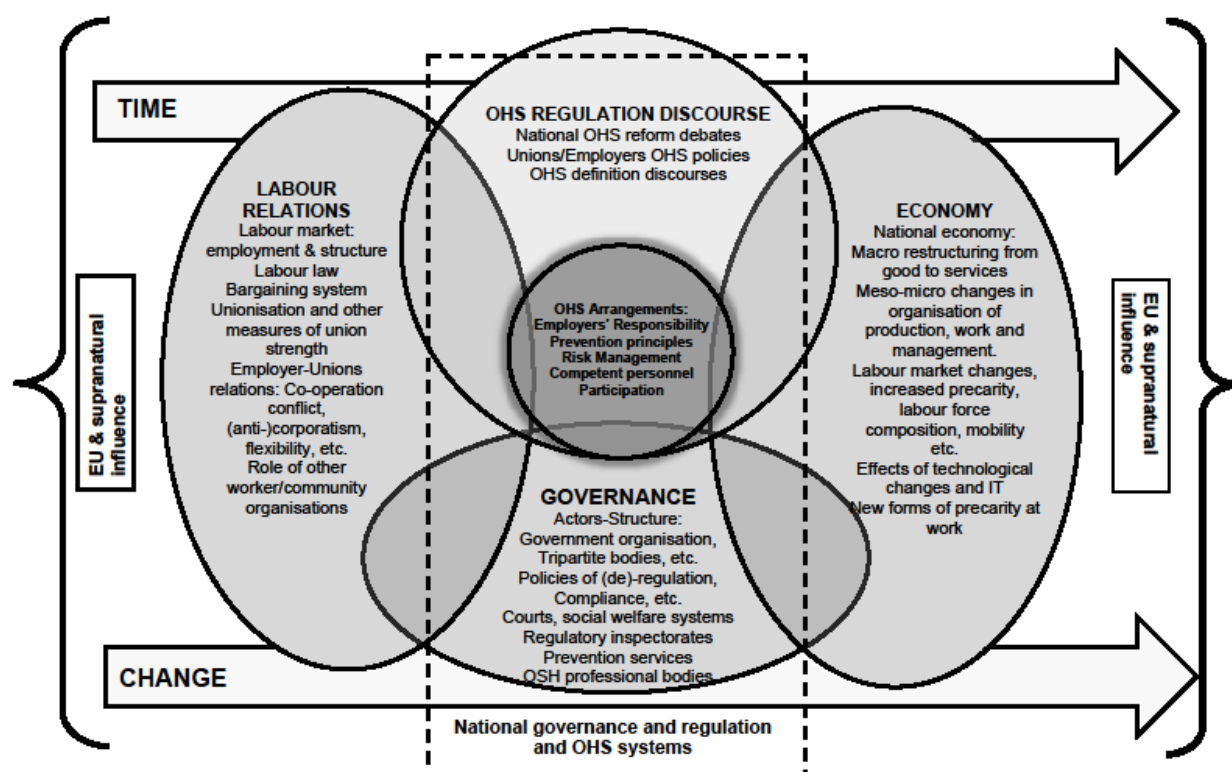 TIME
OHS REGULATION DISCOURSE
National OHS reform debates
Unions/Employers OHS policies
OHS definition discourses
LABOUR
RELATIONS
Labour market:
employment & structure
Labour law
Bargaining system
Unionisation and other
measures of union
strength
Employer-Unions
relations: Co-operation
conflict,
(anti-)corporatism,
flexibility, etc.
Role of other
worker/community
organisations
ECONOMY
National economy:
Macro restructuring from
good to services
Meso-micro changes in
organisation of
production, work and
management.
Labour market changes,
increased precarity,
labour force
composition, mobility
etc.
Effects of technological
changes and IT
New forms of precarity at
work
EU & supranatural
influence
EU & supranatural
influence
OHS Arrangements:
Employers' Responsibility
Prevention principles
Risk Management
Competent personnel
Participation
GOVERNANCE
Actors-Structure:
Government organisation,
Tripartite bodies, etc.
Policies of (de)-regulation,
Compliance, etc.
Courts, social welfare systems
Regulatory inspectorates
Prevention services
OSH professional bodies
CHANGE
National governance and regulation
and OHS systems